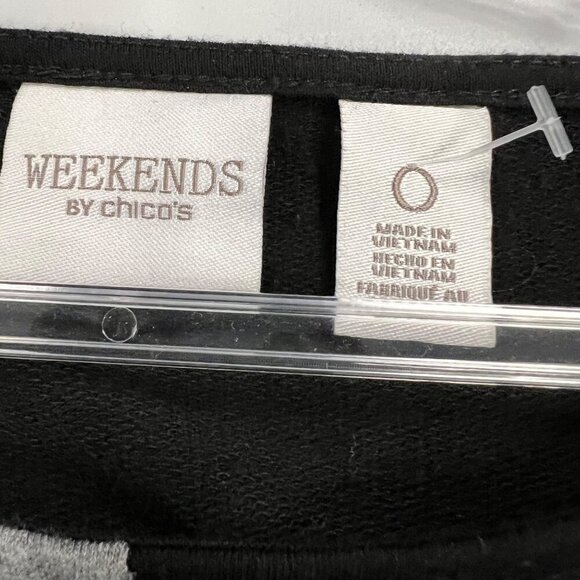 WEEKENDS
BY chico's
0
MADE IN
VIETNAM
HECHO EN
VIETNAM
FABRIQUÉ AU